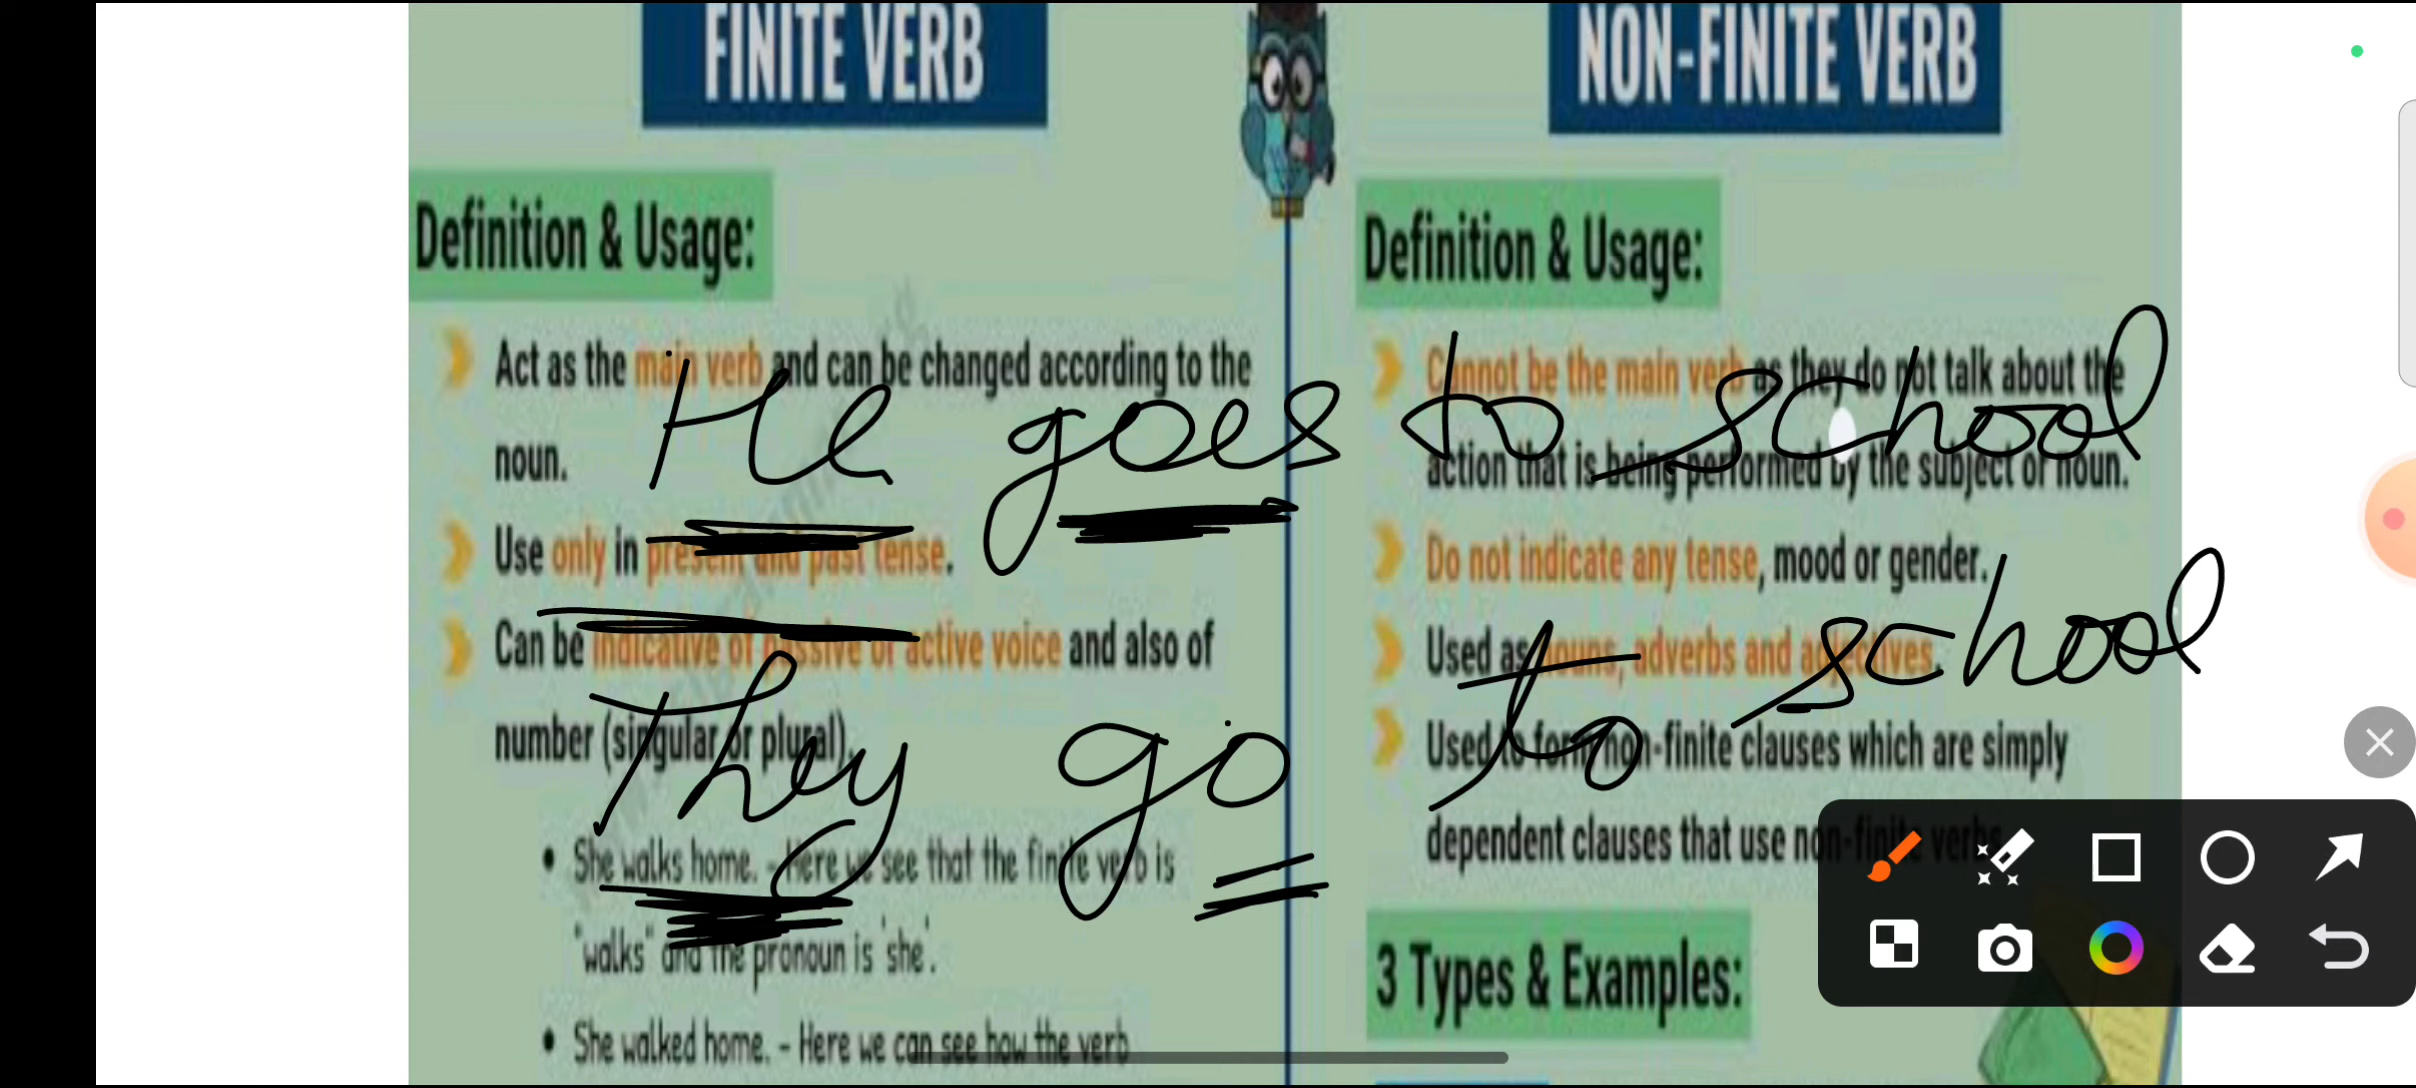 FINITE VERB
NON-FINITE VERB
Definition & Usage:
Act as the main verb and can be changed according to the
noun.
Use only in present and past tense.
Can be indicative of passive or active voice and also of
number (singular or plural).
• She walks home. - Here we see that the finite verb is
"walks" and the pronoun is 'she'.
• She walked home. - Here we can see how the verb
Definition & Usage:
Cannot be the main verb as they do not talk about the
action that is being performed by the subject or noun.
Do not indicate any tense, mood or gender.
Used as nouns, adverbs and adjectives.
Used to form non-finite clauses which are simply
dependent clauses that use non-finite verbs
3 Types & Examples:
He goes to school
They go to school